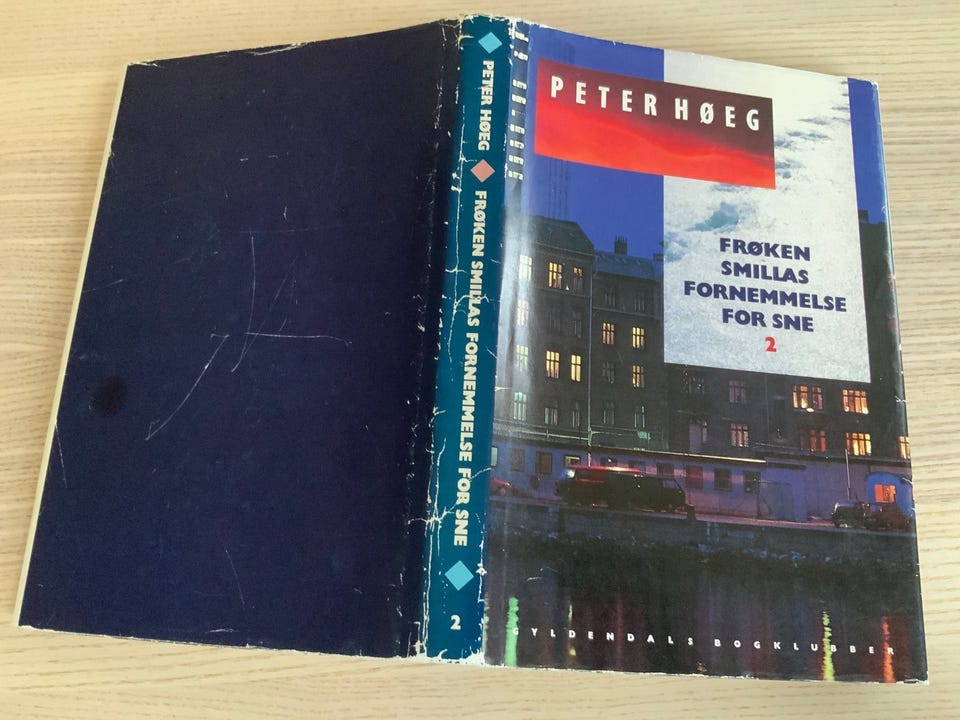 PETER HØEG
FRØKEN SMILLAS FORNEMMELSE FOR SNE
2
PETER HØEG
FRØKEN
SMILLAS
FORNEMMELSE
FOR SNE
2
GYLDENDALS BOGKLUBBER